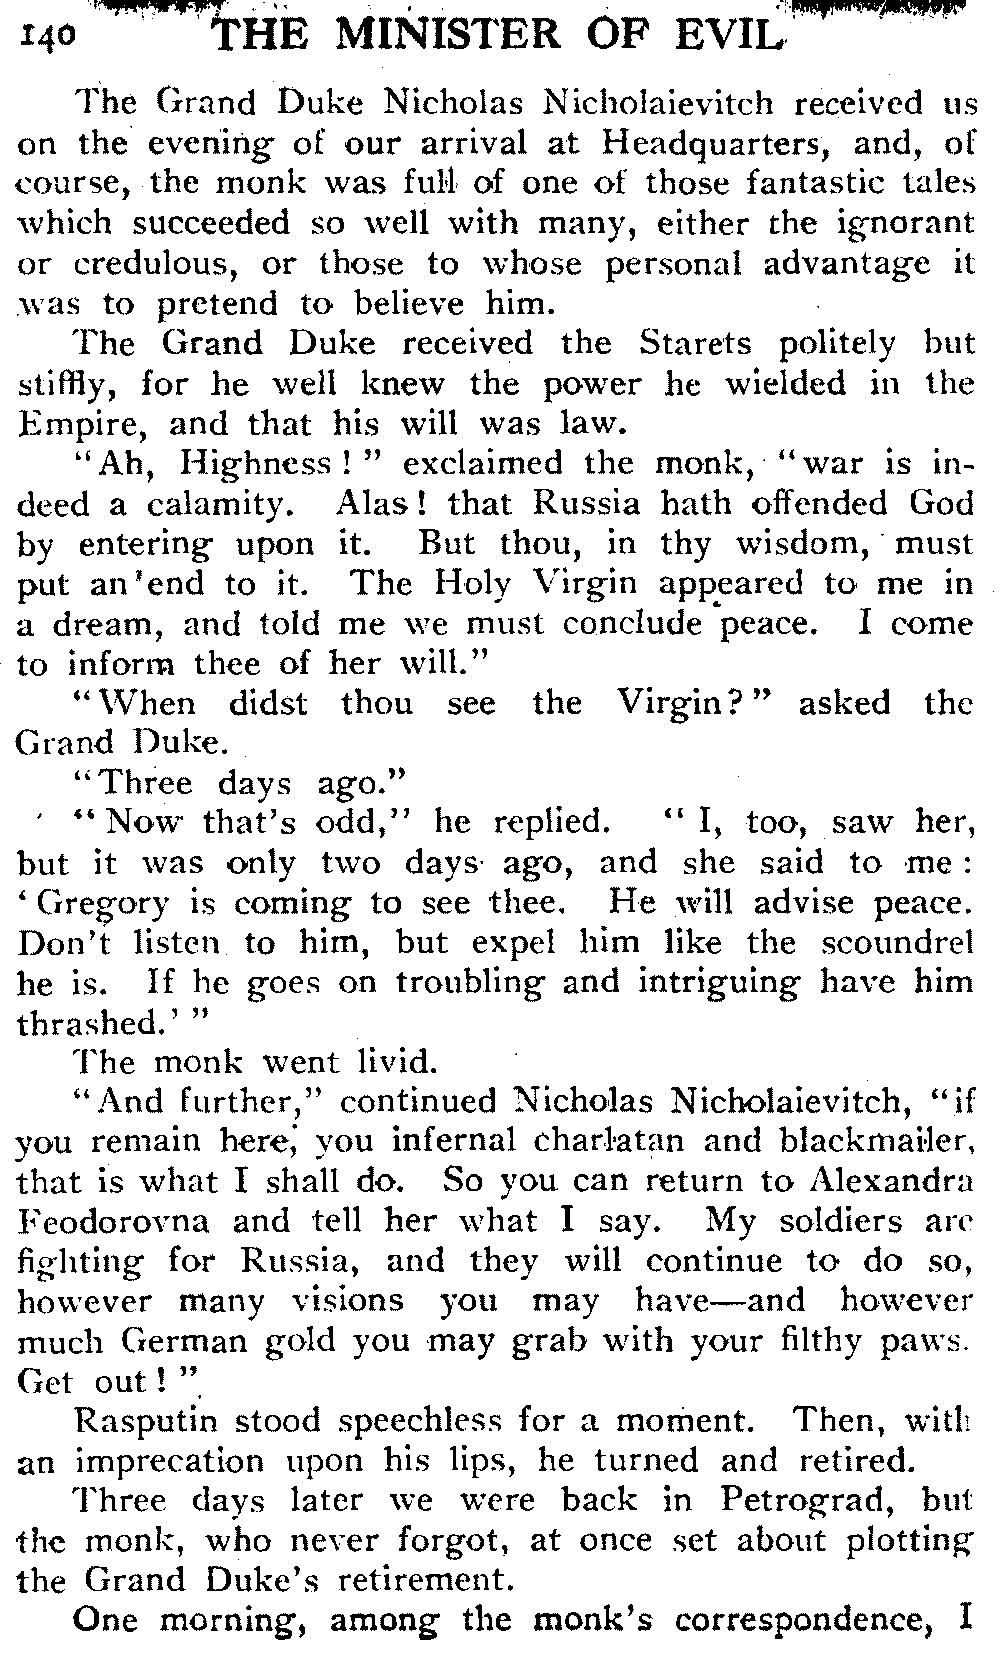 140 THE MINISTER OF EVIL
The Grand Duke Nicholas Nicholaievitch received us
on the evening of our arrival at Headquarters, and, of
course, the monk was full of one of those fantastic tales
which succeeded so well with many, either the ignorant
or credulous, or those to whose personal advantage it
was to pretend to believe him.
The Grand Duke received the Starets politely but
stiffly, for he well knew the power he wielded in the
Empire, and that his will was law.
"Ah, Highness!" exclaimed the monk, "war is in-
deed a calamity. Alas! that Russia hath offended God
by entering upon it. But thou, in thy wisdom, must
put an end to it. The Holy Virgin appeared to me in
a dream, and told me we must conclude peace. I come
to inform thee of her will."
"When didst thou see the Virgin?" asked the
Grand Duke.
"Three days ago."
"Now that's odd," he replied. "I, too, saw her,
but it was only two days ago, and she said to me:
'Gregory is coming to see thee. He will advise peace.
Don't listen to him, but expel him like the scoundrel
he is. If he goes on troubling and intriguing have him
thrashed.'"
The monk went livid.
"And further," continued Nicholas Nicholaievitch, "if
you remain here, you infernal charlatan and blackmailer,
that is what I shall do. So you can return to Alexandra
Feodorovna and tell her what I say. My soldiers are
fighting for Russia, and they will continue to do so,
however many visions you may have—and however
much German gold you may grab with your filthy paws.
Get out!"
Rasputin stood speechless for a moment. Then, with
an imprecation upon his lips, he turned and retired.
Three days later we were back in Petrograd, but
the monk, who never forgot, at once set about plotting
the Grand Duke's retirement.
One morning, among the monk's correspondence, I